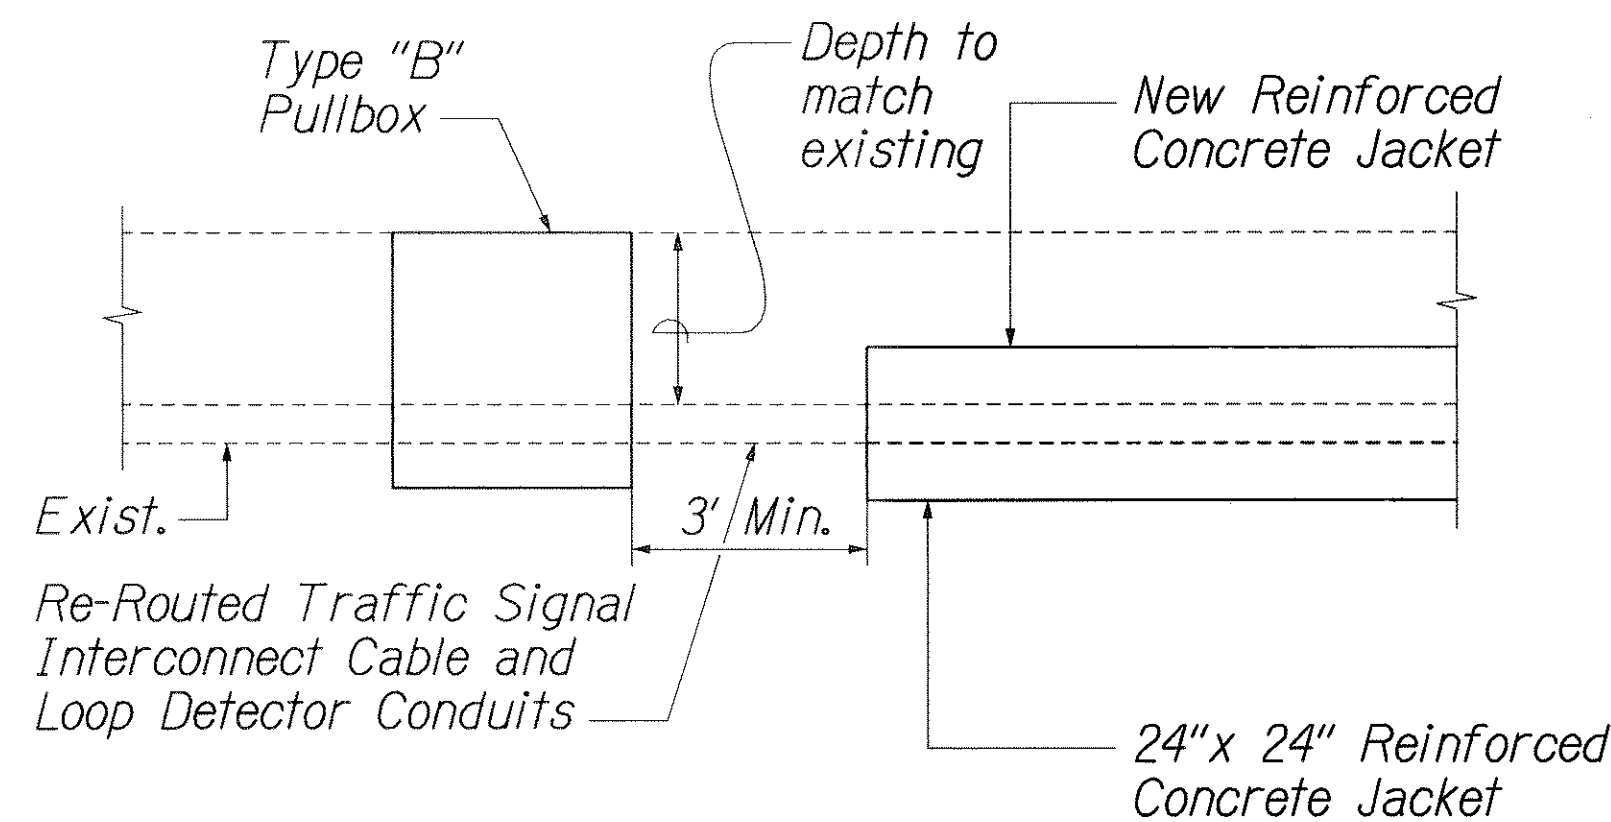 Type "B"
Pullbox
Depth to
match
existing
New Reinforced
Concrete Jacket
Exist.
3' Min.
Re-Routed Traffic Signal
Interconnect Cable and
Loop Detector Conduits
24"x 24" Reinforced
Concrete Jacket